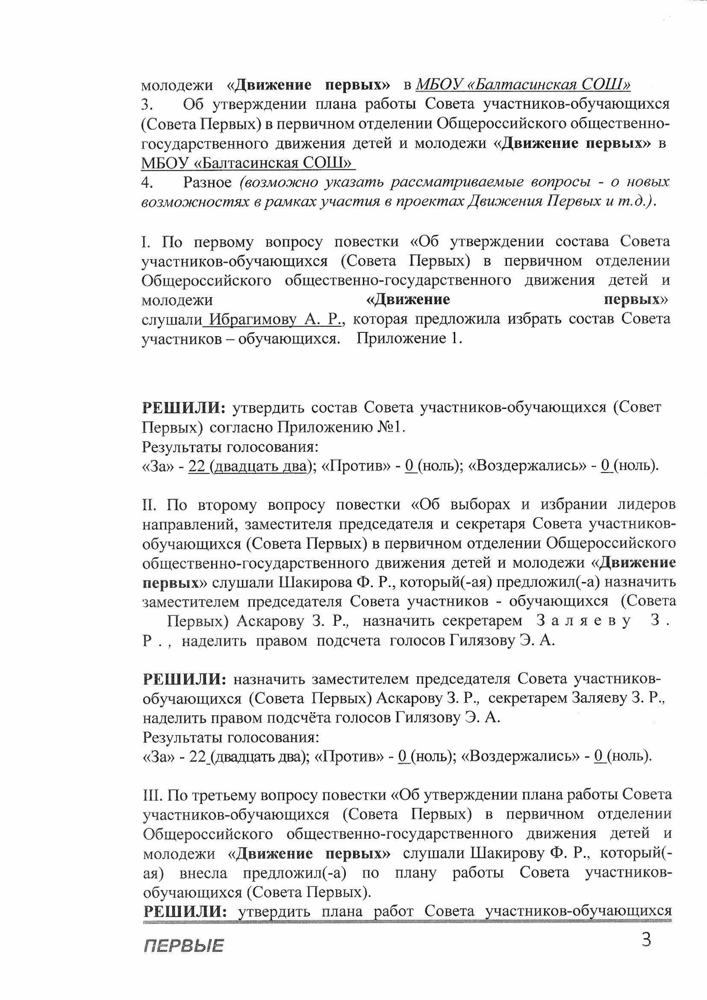 молодежи «Движение первых» в МБОУ «Балтасинская СОШ»
3. Об утверждении плана работы Совета участников-обучающихся
(Совета Первых) в первичном отделении Общероссийского общественно-
государственного движения детей и молодежи «Движение первых» в
МБОУ «Балтасинская СОШ»
4. Разное (возможно указать рассматриваемые вопросы - о новых
возможностях в рамках участия в проектах Движения Первых и т.д.).
I. По первому вопросу повестки «Об утверждении состава Совета
участников-обучающихся (Совета Первых) в первичном отделении
Общероссийского общественно-государственного движения детей и
молодежи «Движение первых»
слушали Ибрагимову А. Р., которая предложила избрать состав Совета
участников – обучающихся. Приложение 1.
РЕШИЛИ: утвердить состав Совета участников-обучающихся (Совет
Первых) согласно Приложению №1.
Результаты голосования:
«За» - 22 (двадцать два); «Против» - 0 (ноль); «Воздержались» - 0 (ноль).
II. По второму вопросу повестки «Об выборах и избрании лидеров
направлений, заместителя председателя и секретаря Совета участников-
обучающихся (Совета Первых) в первичном отделении Общероссийского
общественно-государственного движения детей и молодежи «Движение
первых» слушали Шакирова Ф. Р., который(-ая) предложил(-а) назначить
заместителем председателя Совета участников - обучающихся (Совета
Первых) Аскарову З. Р., назначить секретарем З а л я е в у З .
Р . , наделить правом подсчета голосов Гилязову Э. А.
РЕШИЛИ: назначить заместителем председателя Совета участников-
обучающихся (Совета Первых) Аскарову З. Р., секретарем Заляеву З. Р.,
наделить правом подсчёта голосов Гилязову Э. А.
Результаты голосования:
«За» - 22 (двадцать два); «Против» - 0 (ноль); «Воздержались» - 0 (ноль).
III. По третьему вопросу повестки «Об утверждении плана работы Совета
участников-обучающихся (Совета Первых) в первичном отделении
Общероссийского общественно-государственного движения детей и
молодежи «Движение первых» слушали Шакирову Ф. Р., который(-
ая) внесла предложил(-а) по плану работы Совета участников-
обучающихся (Совета Первых).
РЕШИЛИ: утвердить плана работ Совета участников-обучающихся
ПЕРВЫЕ
3